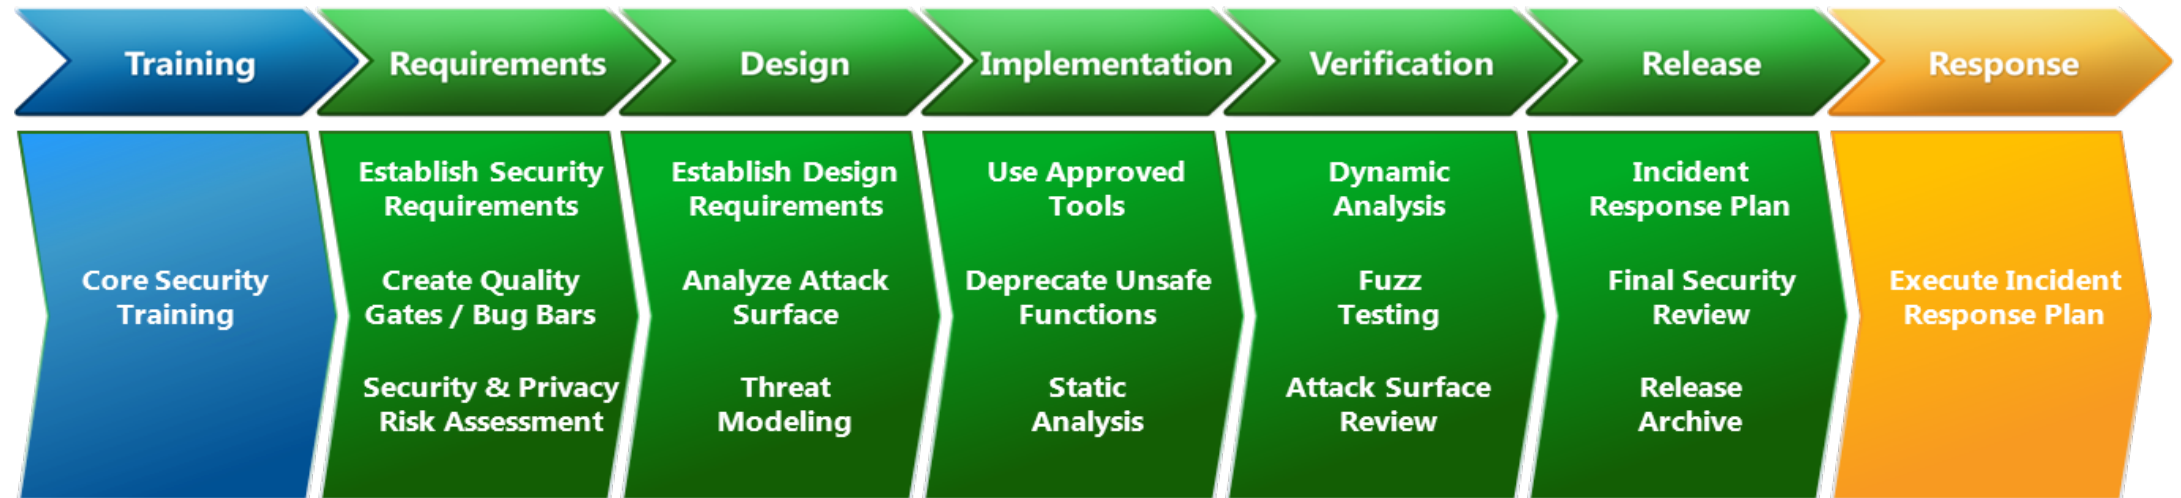 Training
Requirements
Design
Implementation
Verification
Release
Response
Core Security
Training
Establish Security
Requirements
Create Quality
Gates / Bug Bars
Security & Privacy
Risk Assessment
Establish Design
Requirements
Analyze Attack
Surface
Threat
Modeling
Use Approved
Tools
Deprecate Unsafe
Functions
Static
Analysis
Dynamic
Analysis
Fuzz
Testing
Attack Surface
Review
Incident
Response Plan
Final Security
Review
Release
Archive
Execute Incident
Response Plan